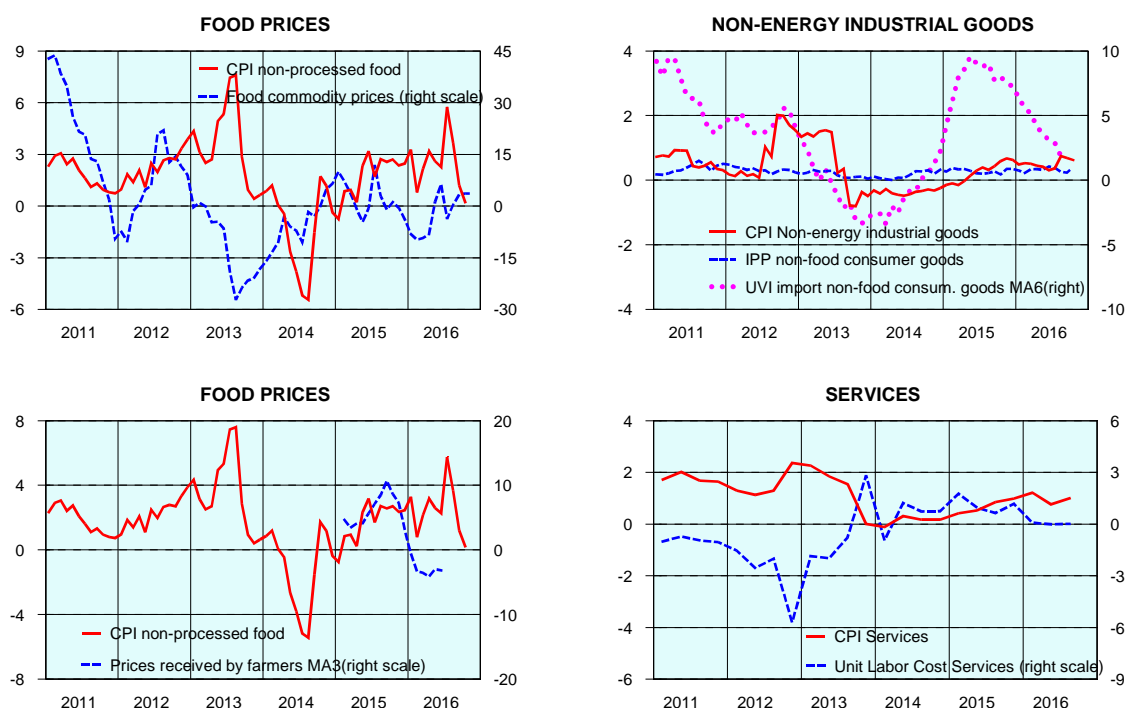 FOOD PRICES
9
6
3
0
-3
-6
45
30
15
0
-15
-30
CPI non-processed food
Food commodity prices (right scale)
2011 2012 2013 2014 2015 2016
NON-ENERGY INDUSTRIAL GOODS
4
2
0
-2
-4
10
5
0
-5
-10
CPI Non-energy industrial goods
IPP non-food consumer goods
UVI import non-food consum. goods MA6(right)
2011 2012 2013 2014 2015 2016
FOOD PRICES
8
4
0
-4
-8
20
10
0
-10
-20
CPI non-processed food
Prices received by farmers MA3(right scale)
2011 2012 2013 2014 2015 2016
SERVICES
4
2
0
-2
-4
-6
6
3
0
-3
-6
-9
CPI Services
Unit Labor Cost Services (right scale)
2011 2012 2013 2014 2015 2016